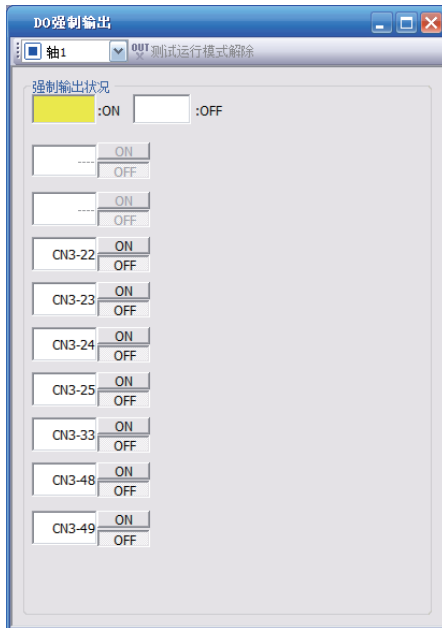 DO强制输出
轴1 OUT 测试运行模式解除
强制输出状况
:ON :OFF
---- ON
OFF
---- ON
OFF
CN3-22 ON
OFF
CN3-23 ON
OFF
CN3-24 ON
OFF
CN3-25 ON
OFF
CN3-33 ON
OFF
CN3-48 ON
OFF
CN3-49 ON
OFF